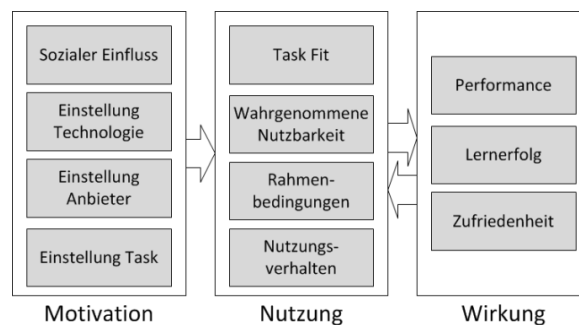 Sozialer Einfluss
Einstellung
Technologie
Einstellung
Anbieter
Einstellung Task
Motivation
Task Fit
Wahrgenommene
Nutzbarkeit
Rahmen-
bedingungen
Nutzungs-
verhalten
Nutzung
Performance
Lernerfolg
Zufriedenheit
Wirkung